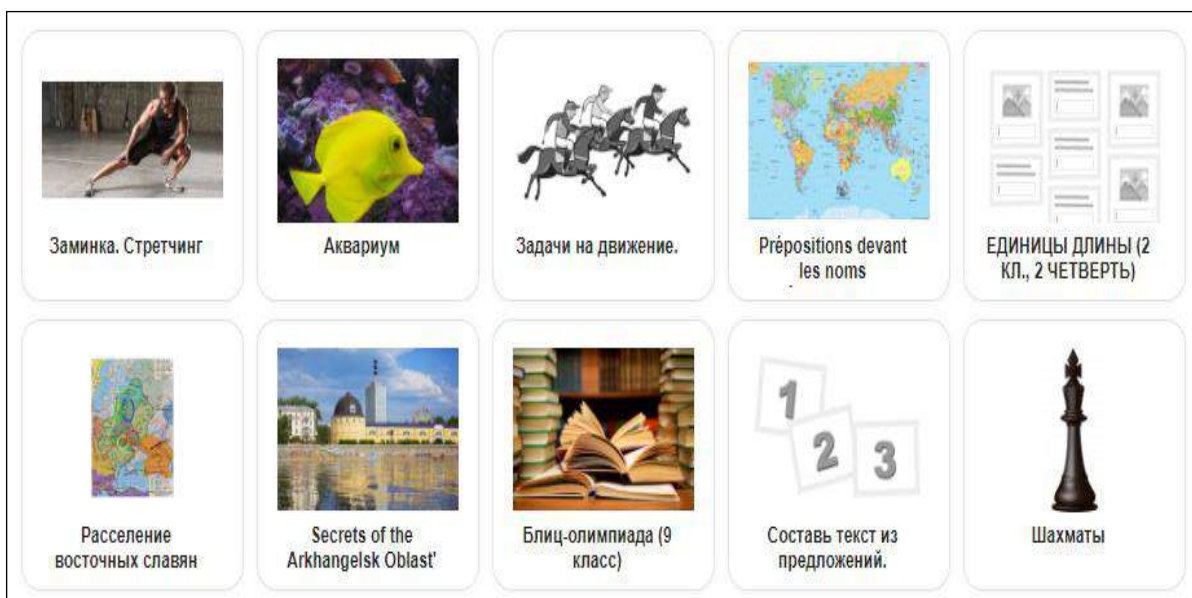 Заминка. Стретчинг
Аквариум
Задачи на движение.
Prépositions devant
les noms
ЕДИНИЦЫ ДЛИНЫ (2
КЛ., 2 ЧЕТВЕРТЬ)
1
2
3
Расселение
восточных славян
Secrets of the
Arkhangelsk Oblast'
Блиц-олимпиада (9
класс)
Составь текст из
предложений.
Шахматы